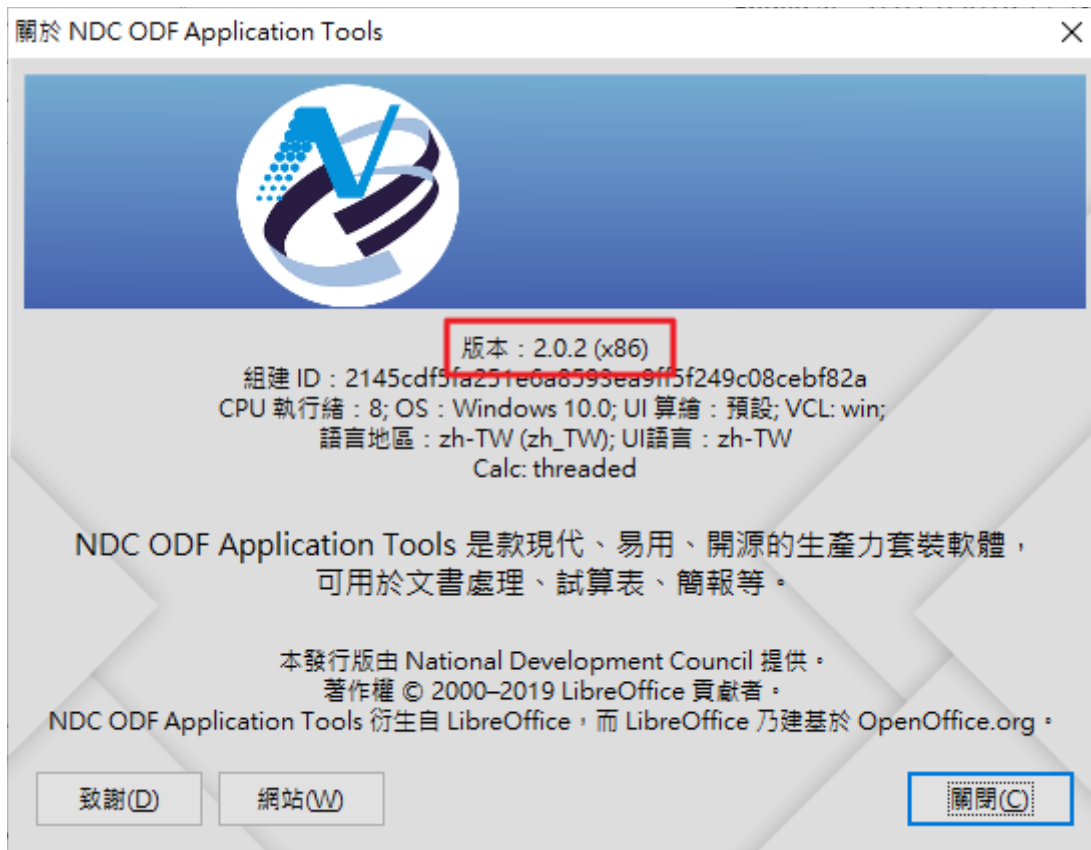 關於 NDC ODF Application Tools
版本：2.0.2 (x86)
組建 ID：2145cdf5fa251e6a8593ea9ff5f249c08cebf82a
CPU 執行緒：8; OS：Windows 10.0; UI 算繪：預設; VCL: win;
語言地區：zh-TW (zh_TW); UI語言：zh-TW
Calc: threaded
NDC ODF Application Tools 是款現代、易用、開源的生產力套裝軟體，
可用於文書處理、試算表、簡報等。
本發行版由 National Development Council 提供。
著作權 © 2000–2019 LibreOffice 貢獻者。
NDC ODF Application Tools 衍生自 LibreOffice，而 LibreOffice 乃建基於 OpenOffice.org。
致謝(D)
網站(W)
關閉(C)